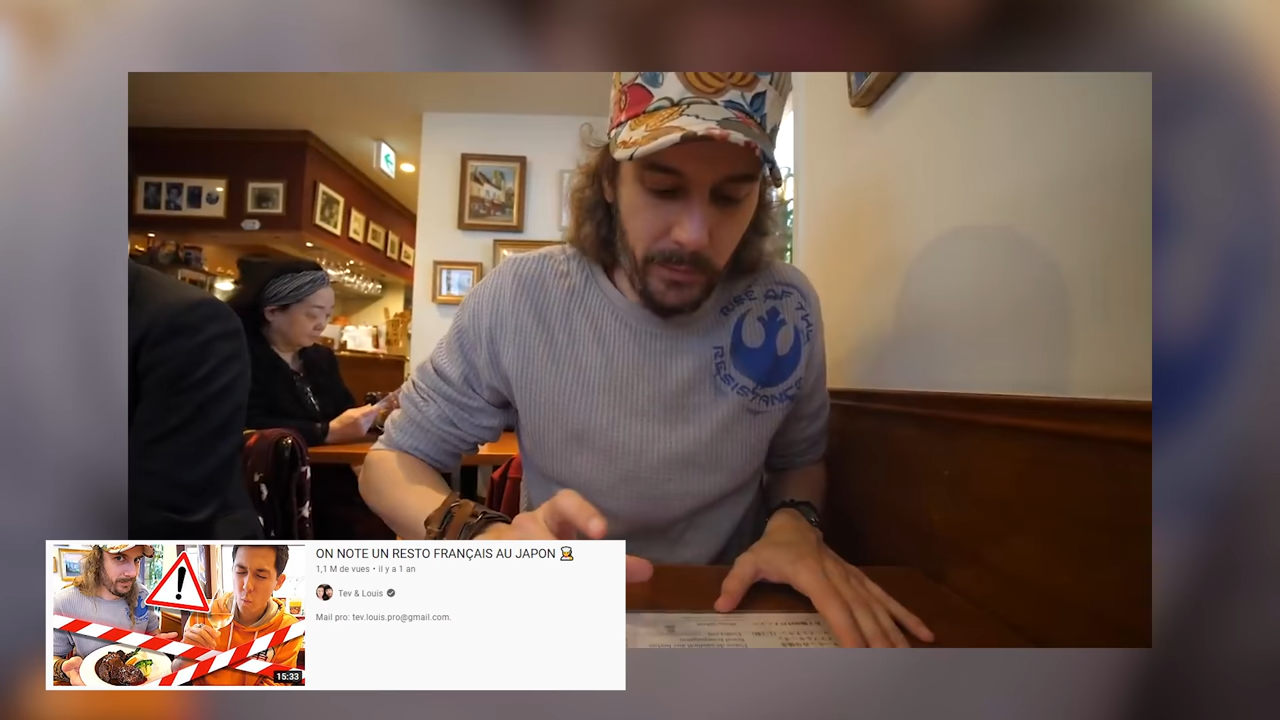 RISE OF THE
RESISTANCE
ON NOTE UN RESTO FRANÇAIS AU JAPON 👨‍🍳
1,1 M de vues • il y a 1 an
Tev & Louis
Mail pro: tev.louis.pro@gmail.com.
15:33